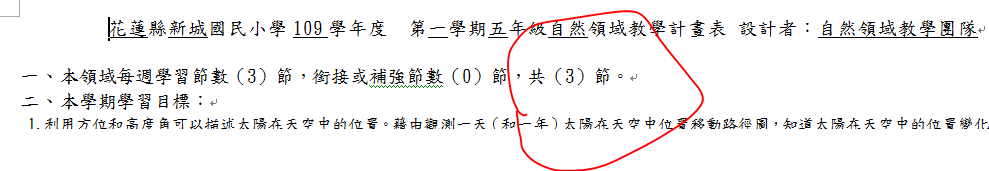 花蓮縣新城國民小學 109 學年度 第一學期五年級自然領域教學計畫表 設計者：自然領域教學團隊
一、本領域每週學習節數（3）節，銜接或補強節數（0）節，共（3）節。
二、本學期學習目標：
1.利用方位和高度角可以描述太陽在天空中的位置。藉由觀測一天（和一年）太陽在天空中位置移動路徑圖，知道太陽在天空中的位置變化